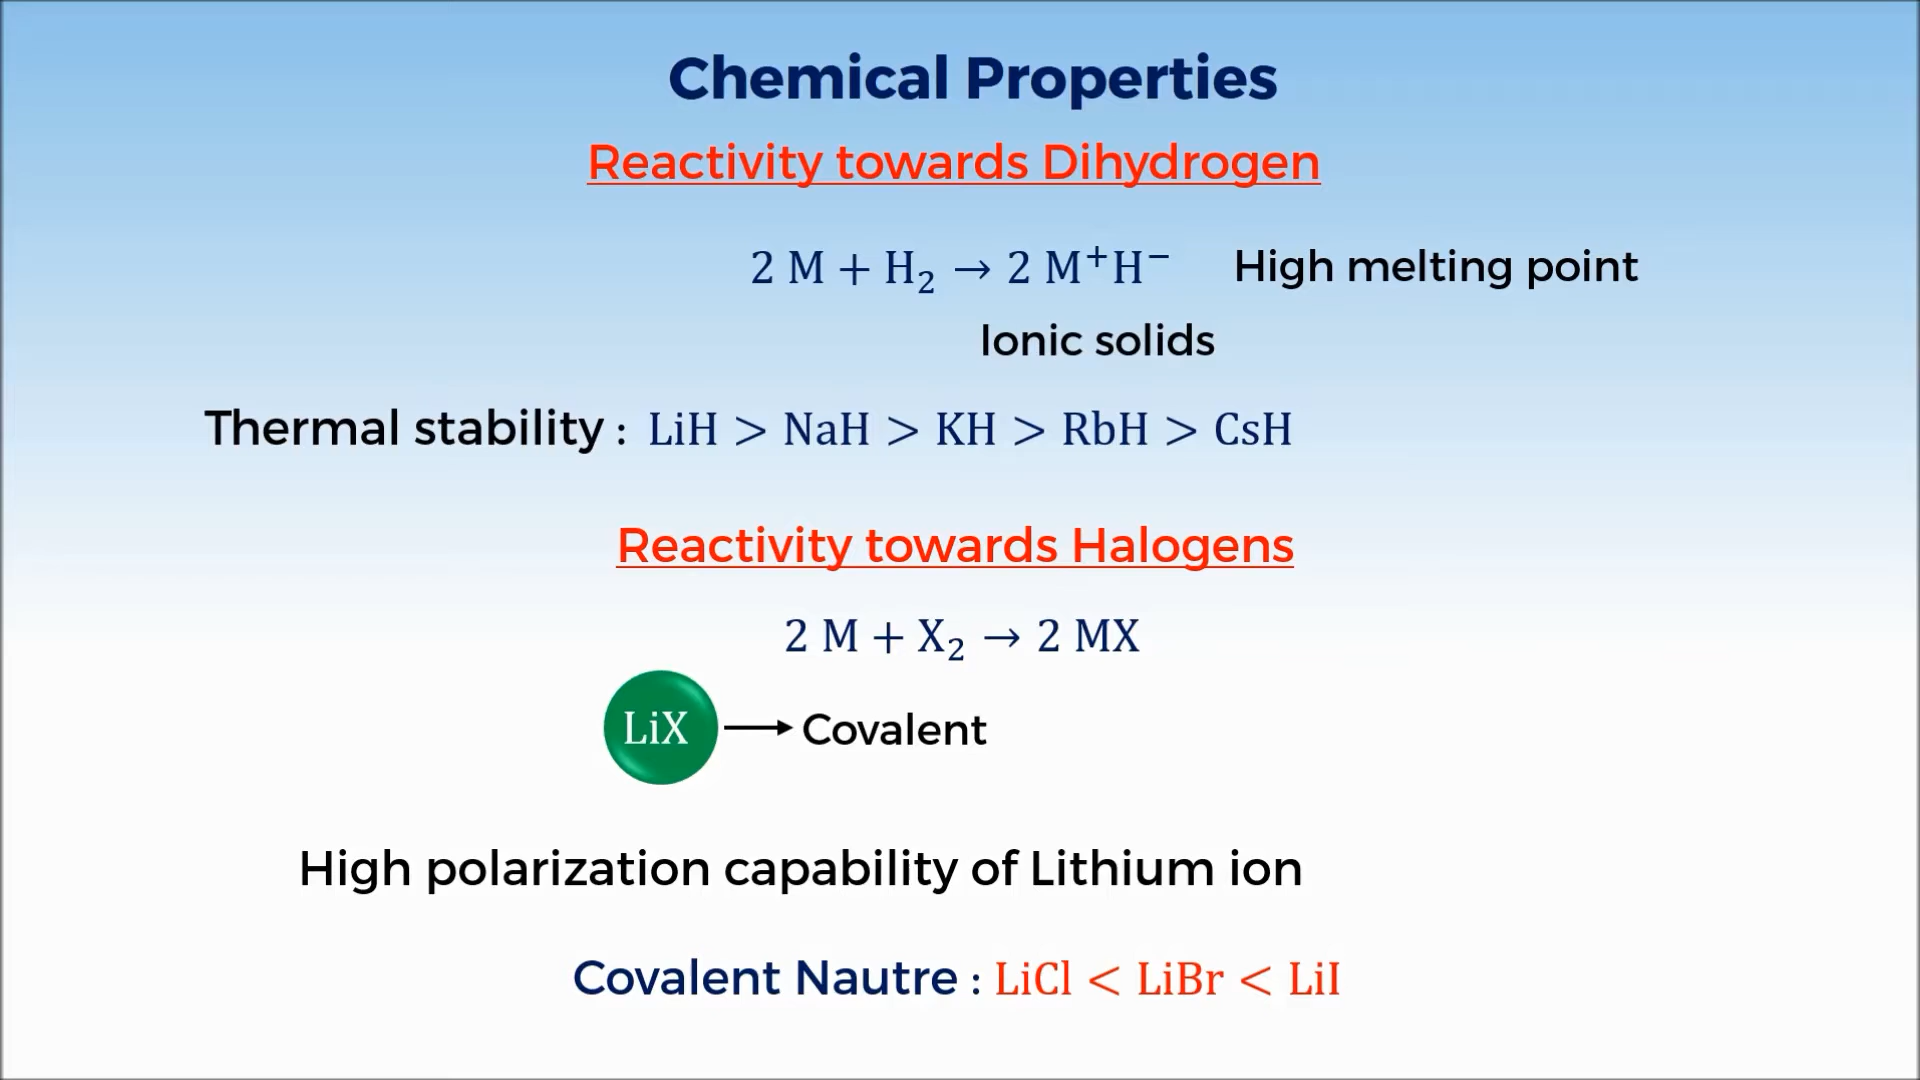 Chemical Properties
Reactivity towards Dihydrogen
2 M + H₂ → 2 M⁺H⁻ High melting point
Ionic solids
Thermal stability : LiH > NaH > KH > RbH > CsH
Reactivity towards Halogens
2 M + X₂ → 2 MX
LiX → Covalent
High polarization capability of Lithium ion
Covalent Nautre : LiCl < LiBr < LiI